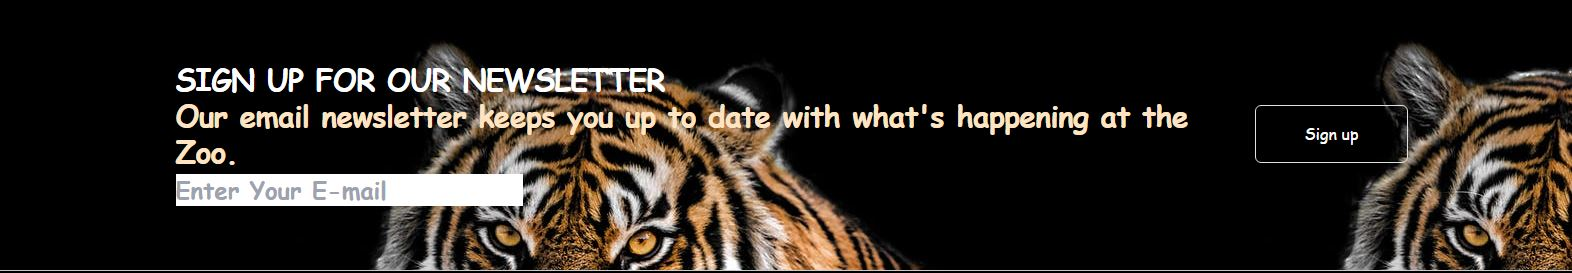 SIGN UP FOR OUR NEWSLETTER
Our email newsletter keeps you up to date with what's happening at the
Zoo.
Enter Your E-mail
Sign up